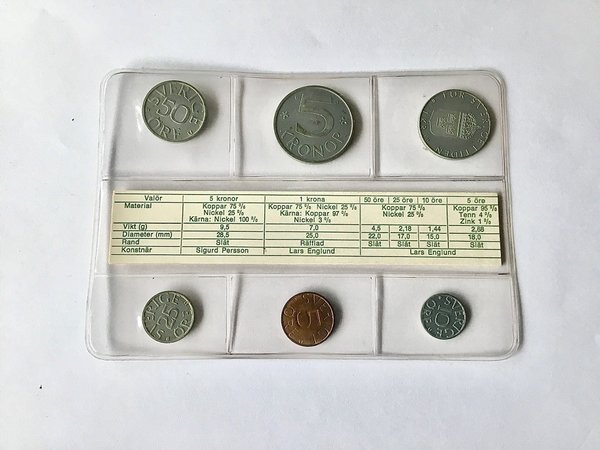 SVERIGE
50
ÖRE
5
KRONOR
FÖR SVERIGE I TIDEN
Valör 5 kronor 1 krona 50 öre 25 öre 10 öre 5 öre
Material Koppar 75 % Koppar 75 % Nickel 25 % Koppar 75 % Koppar 95 %
Nickel 25 % Kärna: Koppar 97 % Nickel 25 % Tenn 4 %
Kärna: Nickel 100 % Nickel 3 % Zink 1 %
Vikt (g) 9,5 7,0 4,5 2,18 1,44 2,68
Diameter (mm) 28,5 25,0 22,0 17,0 15,0 18,0
Rand Slät Räfflad Slät Slät Slät Slät
Konstnär Sigurd Persson Lars Englund Lars Englund
SVERIGE
25
ÖRE
SVERIGE
5
ÖRE
SVERIGE
10
ÖRE